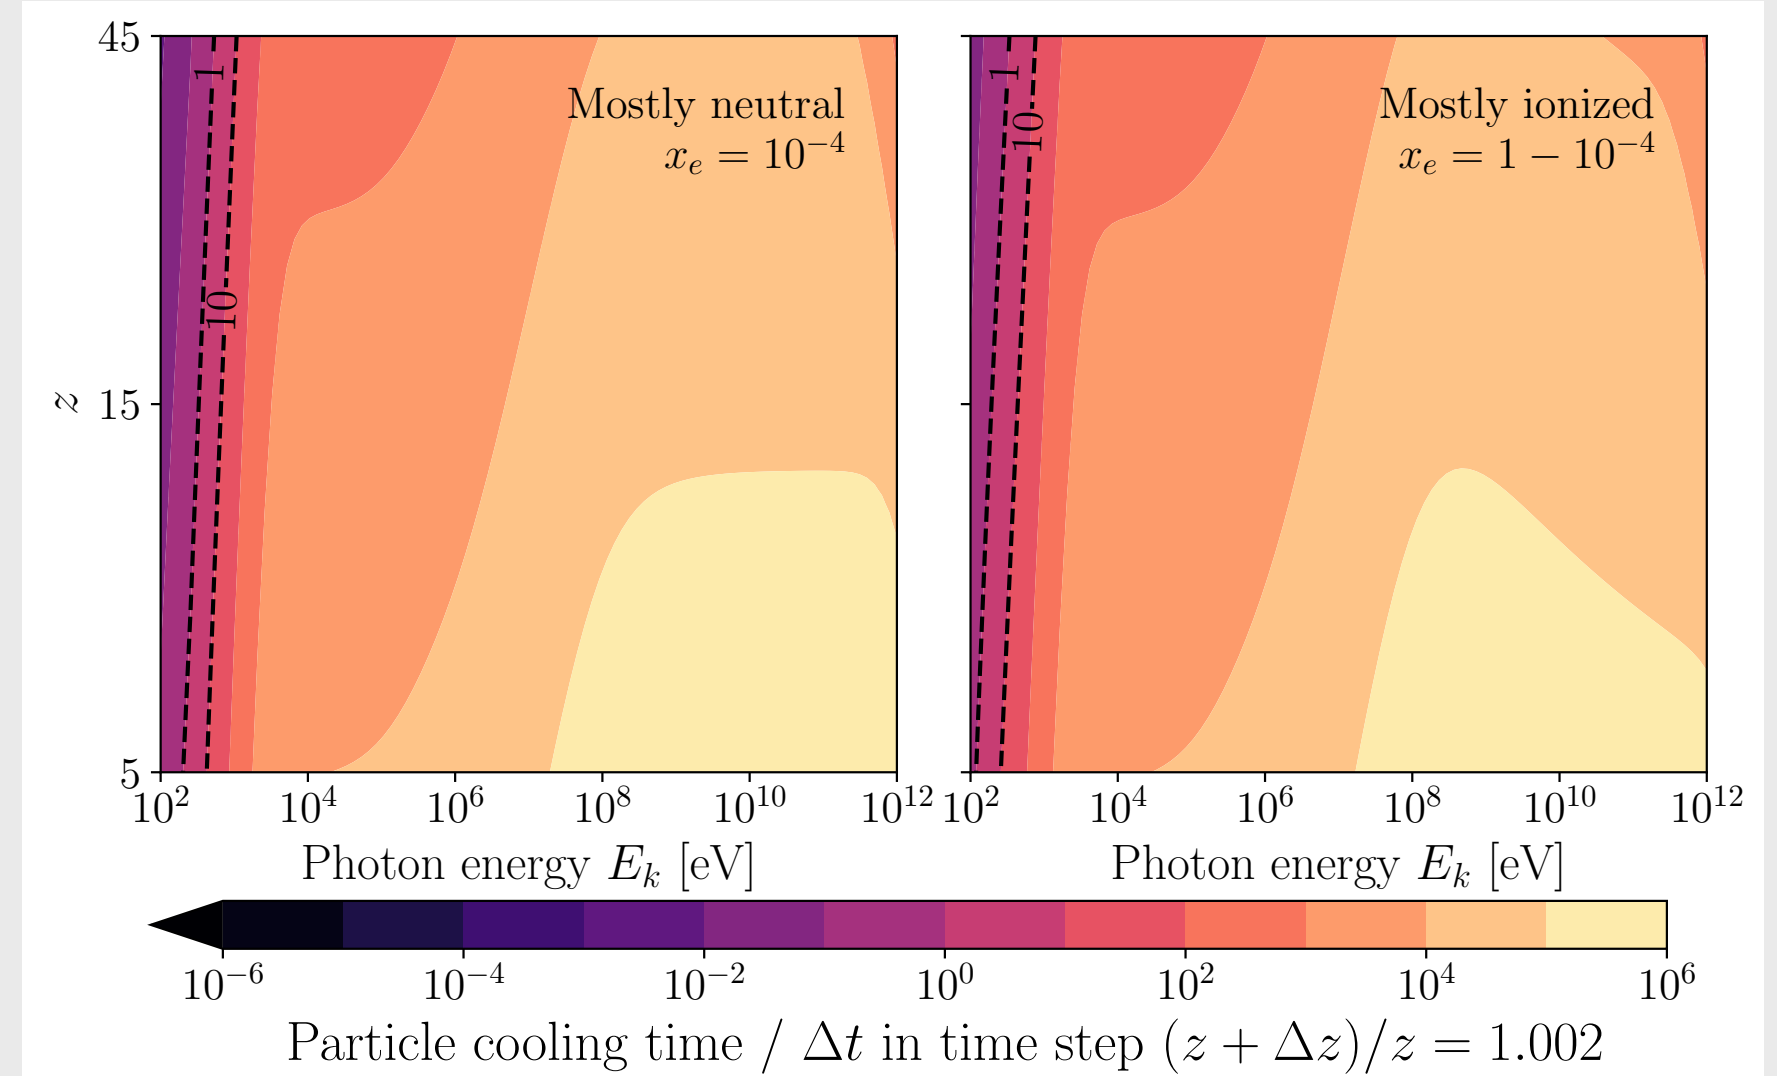 45
15
5
z
1
10
Mostly neutral
x_e = 10^{-4}
10^2 10^4 10^6 10^8 10^{10} 10^{12}
Photon energy E_k [eV]
1
10
Mostly ionized
x_e = 1 − 10^{-4}
10^2 10^4 10^6 10^8 10^{10} 10^{12}
Photon energy E_k [eV]
10^{-6} 10^{-4} 10^{-2} 10^0 10^2 10^4 10^6
Particle cooling time / Δt in time step (z + Δz)/z = 1.002